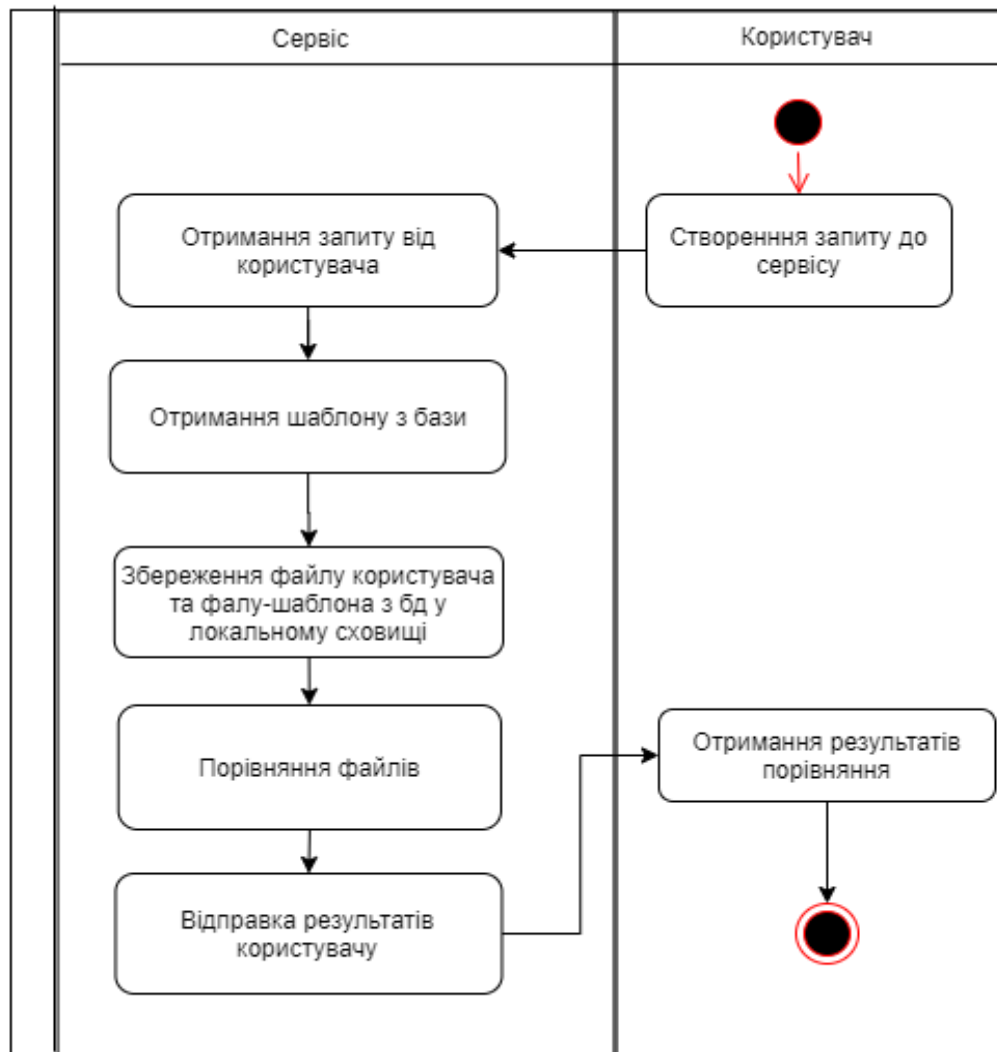 Сервіс
Користувач
Створенння запиту до
сервісу
Отримання запиту від
користувача
Отримання шаблону з бази
Збереження файлу користувача
та фалу-шаблона з бд у
локальному сховищі
Порівняння файлів
Відправка результатів
користувачу
Отримання результатів
порівняння